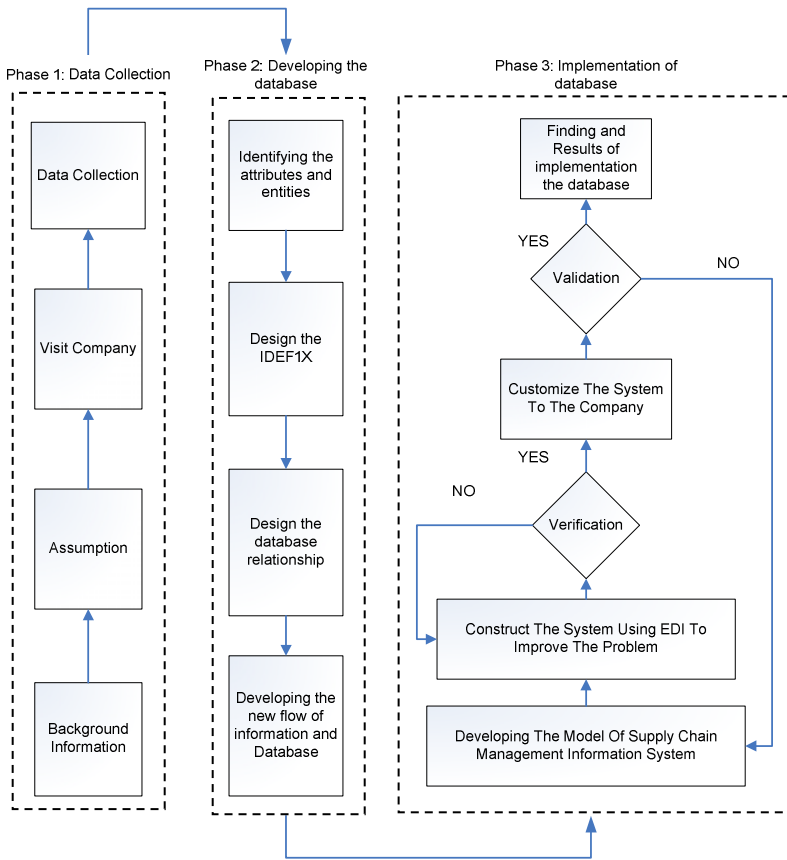 Phase 1: Data Collection
Data Collection
Visit Company
Assumption
Background
Information
Phase 2: Developing the
database
Identifying the
attributes and
entities
Design the
IDEF1X
Design the
database
relationship
Developing the
new flow of
information and
Database
Phase 3: Implementation of
database
Finding and
Results of
implementation
the database
YES
NO
Validation
Customize The System
To The Company
YES
NO
Verification
Construct The System Using EDI To
Improve The Problem
Developing The Model Of Supply Chain
Management Information System